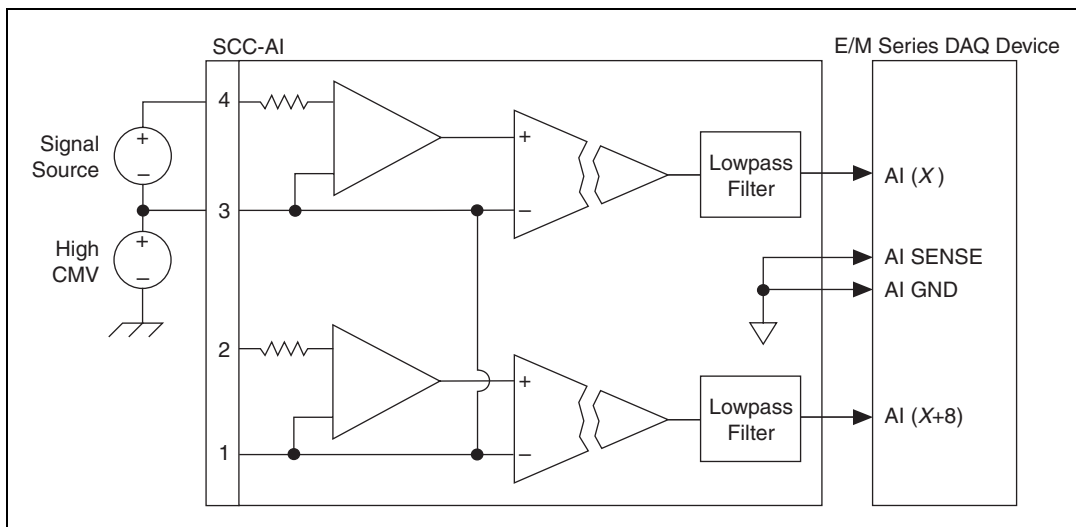 SCC-AI
E/M Series DAQ Device
4
+
Signal
Source
−
+
−
Lowpass
Filter
AI (X)
3
+
High
CMV
−
AI SENSE
AI GND
2
+
−
Lowpass
Filter
AI (X+8)
1